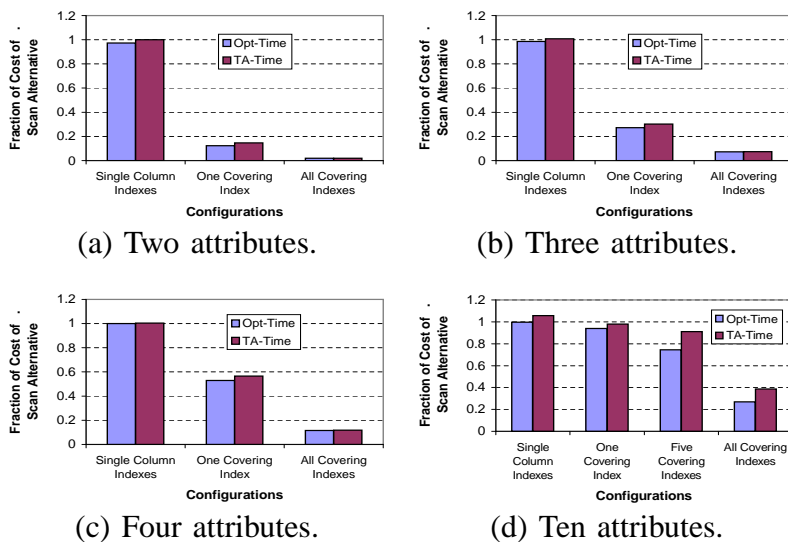 Fraction of Cost of .
Scan Alternative
1.2
1
0.8
0.6
0.4
0.2
0
Opt-Time
TA-Time
Single Column
Indexes
One Covering
Index
All Covering
Indexes
Configurations
(a) Two attributes.
Fraction of Cost of .
Scan Alternative
1.2
1
0.8
0.6
0.4
0.2
0
Opt-Time
TA-Time
Single Column
Indexes
One Covering
Index
All Covering
Indexes
Configurations
(b) Three attributes.
Fraction of Cost of .
Scan Alternative
1.2
1
0.8
0.6
0.4
0.2
0
Opt-Time
TA-Time
Single Column
Indexes
One Covering
Index
All Covering
Indexes
Configurations
(c) Four attributes.
Fraction of Cost of .
Scan Alternative
1.2
1
0.8
0.6
0.4
0.2
0
Opt-Time
TA-Time
Single
Column
Indexes
One
Covering
Index
Five
Covering
Indexes
All Covering
Indexes
Configurations
(d) Ten attributes.